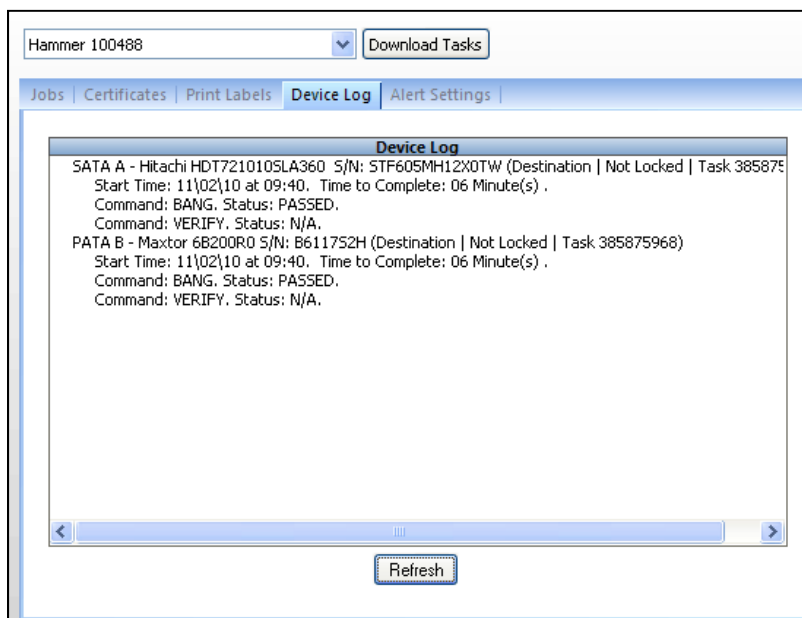 Hammer 100488 Download Tasks
Jobs | Certificates | Print Labels Device Log Alert Settings |
Device Log
SATA A - Hitachi HDT721010SLA360 S/N: STF605MH12X0TW (Destination | Not Locked | Task 385875
Start Time: 11\02\10 at 09:40. Time to Complete: 06 Minute(s) .
Command: BANG. Status: PASSED.
Command: VERIFY. Status: N/A.
PATA B - Maxtor 6B200R0 S/N: B6117S2H (Destination | Not Locked | Task 385875968)
Start Time: 11\02\10 at 09:40. Time to Complete: 06 Minute(s) .
Command: BANG. Status: PASSED.
Command: VERIFY. Status: N/A.
Refresh